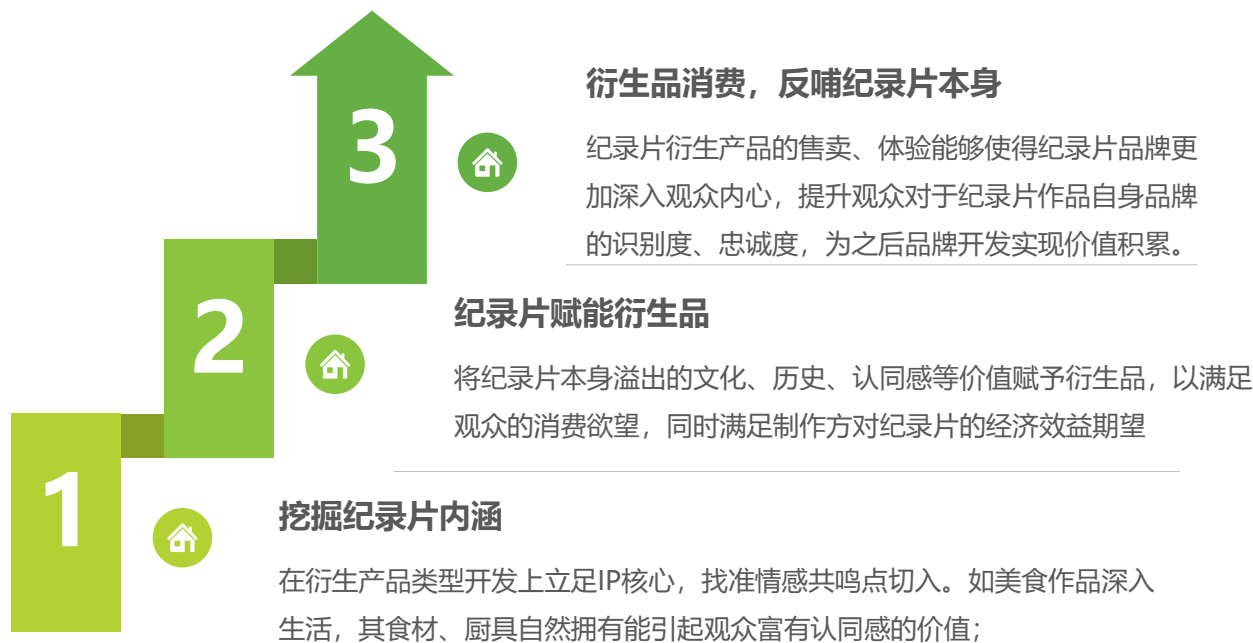 3
衍生品消费，反哺纪录片本身
纪录片衍生产品的售卖、体验能够使得纪录片品牌更
加深入观众内心，提升观众对于纪录片作品自身品牌
的识别度、忠诚度，为之后品牌开发实现价值积累。
2
纪录片赋能衍生品
将纪录片本身溢出的文化、历史、认同感等价值赋予衍生品，以满足
观众的消费欲望，同时满足制作方对纪录片的经济效益期望
1
挖掘纪录片内涵
在衍生产品类型开发上立足IP核心，找准情感共鸣点切入。如美食作品深入
生活，其食材、厨具自然拥有能引起观众富有认同感的价值；